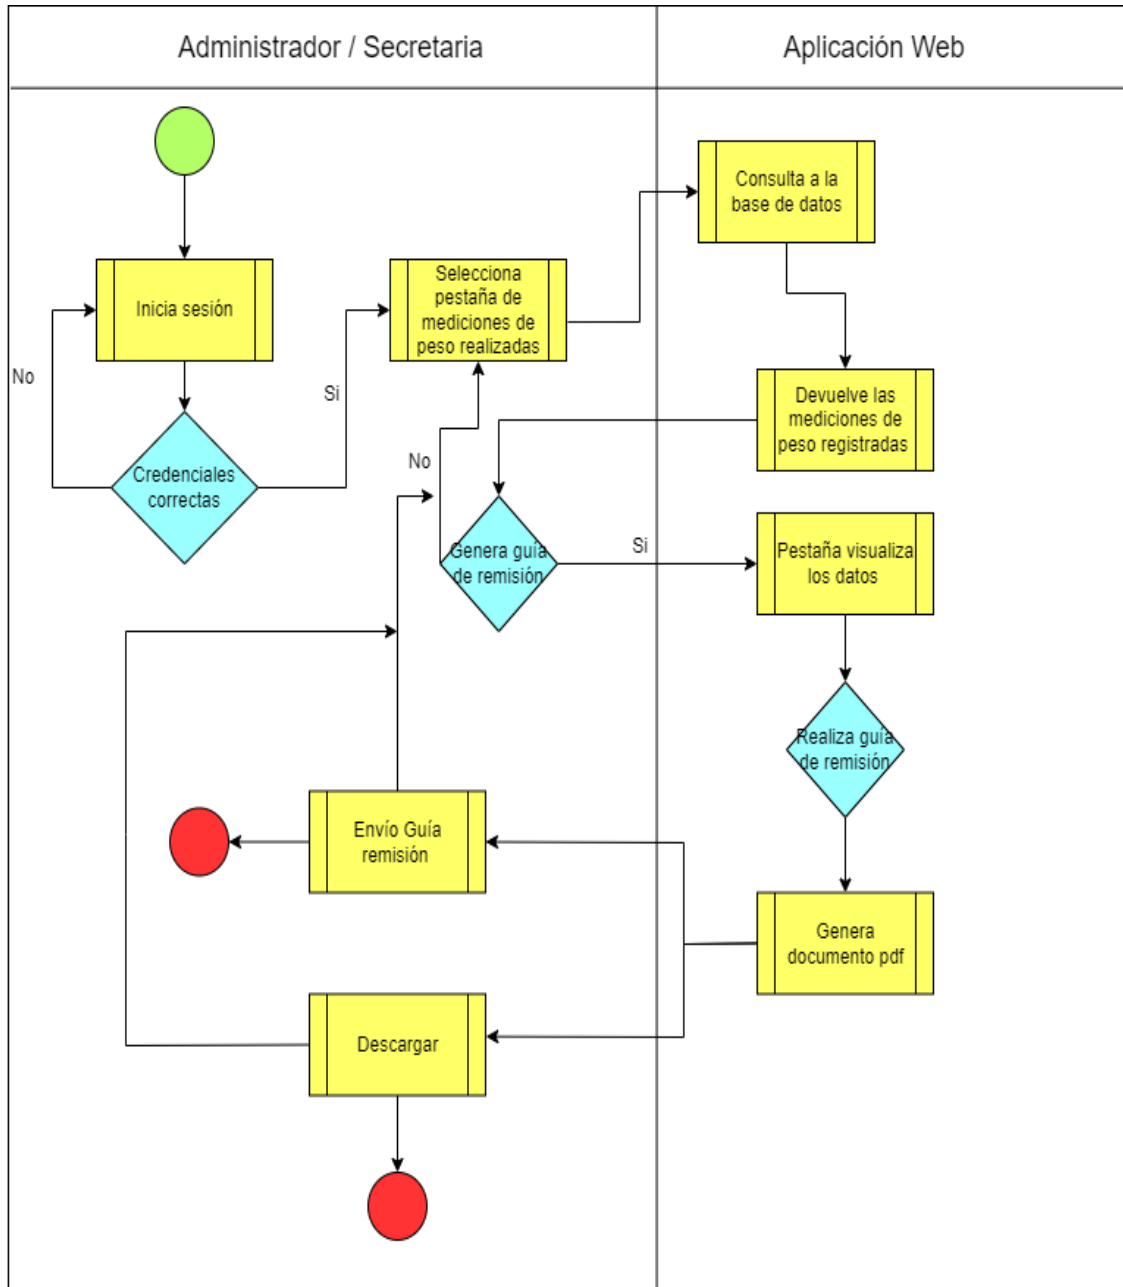 Administrador / Secretaria
Aplicación Web
Consulta a la
base de datos
Inicia sesión
Selecciona
pestaña de
mediciones de
peso realizadas
No
Si
Devuelve las
mediciones de
peso registradas
Credenciales
correctas
No
Genera guía
de remisión
Si
Pestaña visualiza
los datos
Realiza guía
de remisión
Envío Guía
remisión
Genera
documento pdf
Descargar